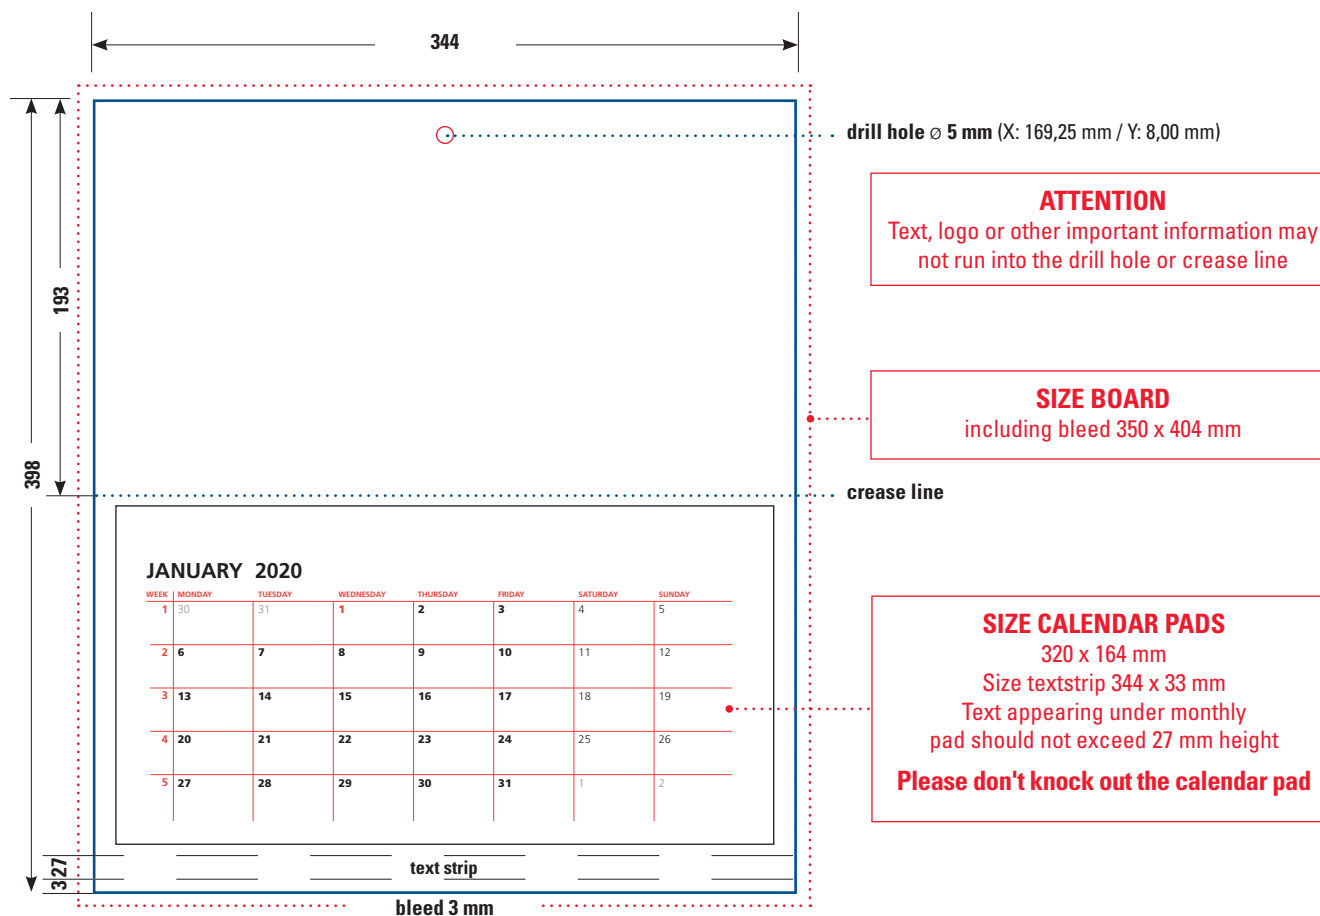 344
drill hole ⌀ 5 mm (X: 169,25 mm / Y: 8,00 mm)
ATTENTION
Text, logo or other important information may
not run into the drill hole or crease line
193
SIZE BOARD
including bleed 350 x 404 mm
398
crease line
JANUARY 2020
WEEK MONDAY TUESDAY WEDNESDAY THURSDAY FRIDAY SATURDAY SUNDAY
1 30 31 1 2 3 4 5
2 6 7 8 9 10 11 12
3 13 14 15 16 17 18 19
4 20 21 22 23 24 25 26
5 27 28 29 30 31 1 2
SIZE CALENDAR PADS
320 x 164 mm
Size textstrip 344 x 33 mm
Text appearing under monthly
pad should not exceed 27 mm height
Please don't knock out the calendar pad
27
text strip
3
bleed 3 mm